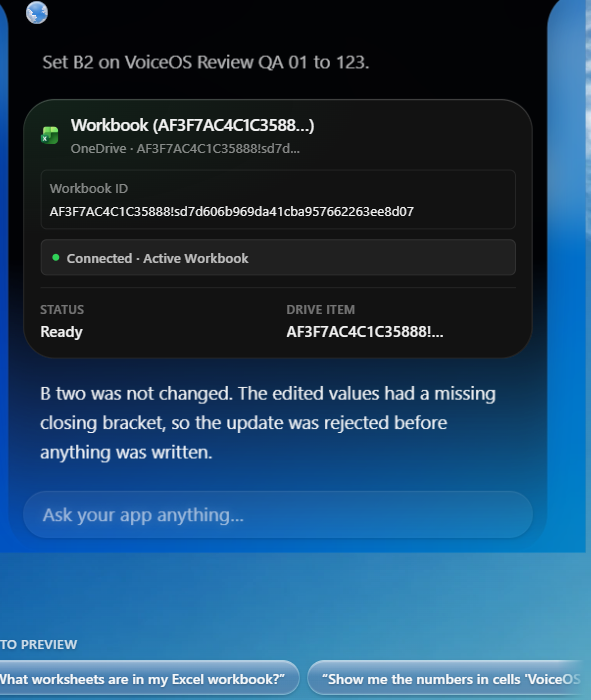 Set B2 on VoiceOS Review QA 01 to 123.
Workbook (AF3F7AC4C1C3588...)
OneDrive · AF3F7AC4C1C35888!sd7d...
Workbook ID
AF3F7AC4C1C35888!sd7d606b969da41cba957662263ee8d07
Connected · Active Workbook
STATUS
Ready
DRIVE ITEM
AF3F7AC4C1C35888!...
B two was not changed. The edited values had a missing
closing bracket, so the update was rejected before
anything was written.
Ask your app anything...
TO PREVIEW
What worksheets are in my Excel workbook?"
"Show me the numbers in cells 'VoiceOS